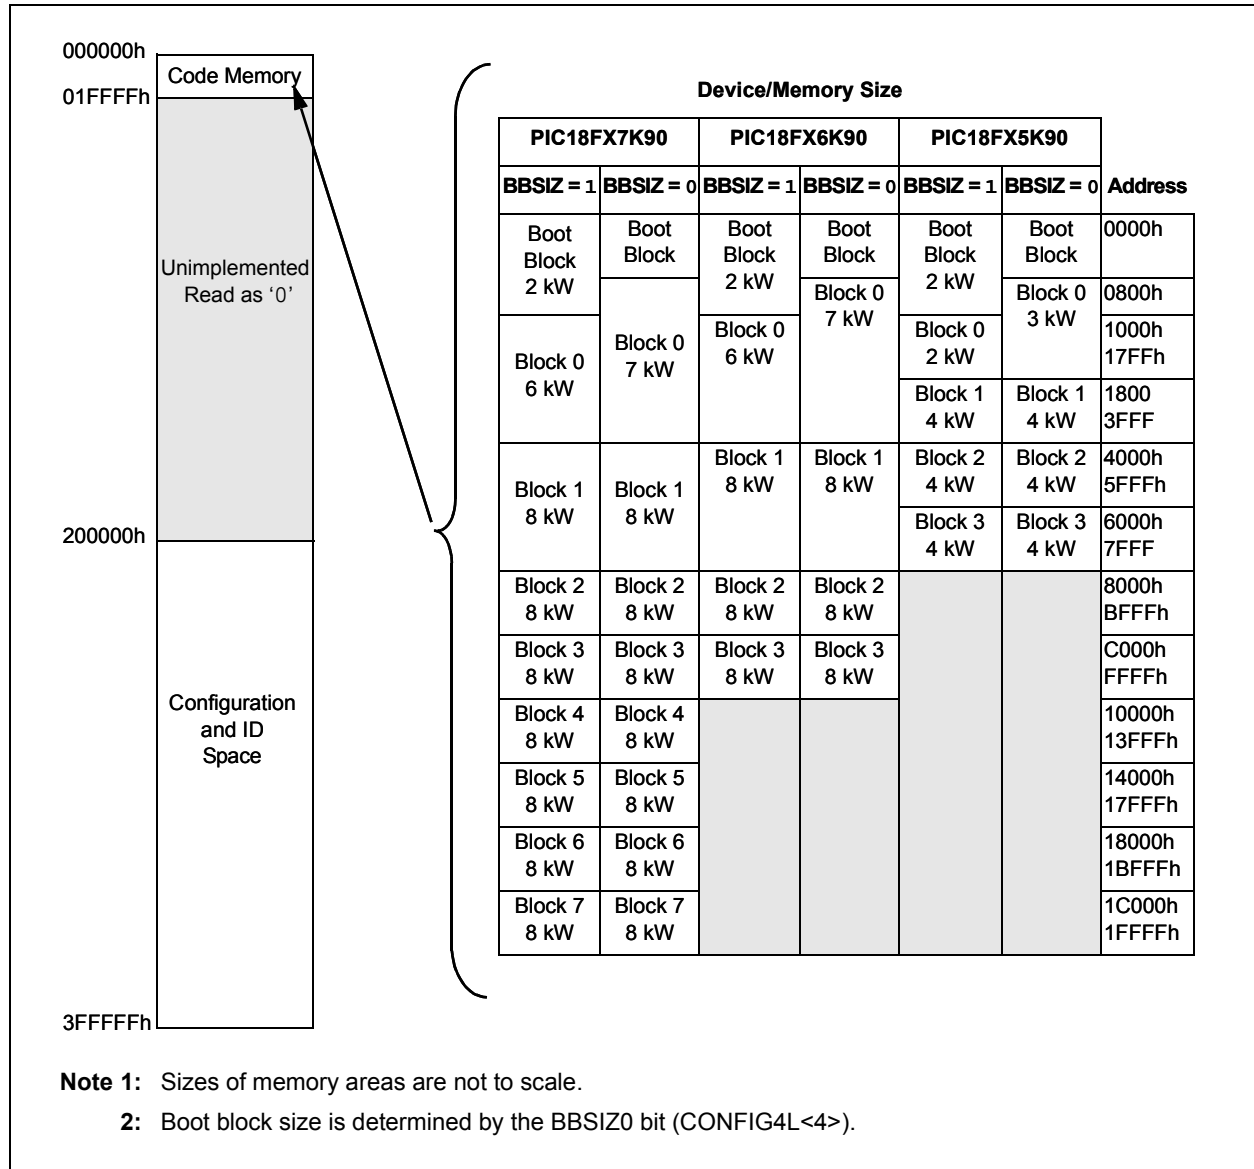 000000h
Code Memory
01FFFFh
Unimplemented
Read as ‘0’
200000h
Configuration
and ID
Space
3FFFFFh
Device/Memory Size
PIC18FX7K90 PIC18FX6K90 PIC18FX5K90
BBSIZ = 1 BBSIZ = 0 BBSIZ = 1 BBSIZ = 0 BBSIZ = 1 BBSIZ = 0 Address
Boot Boot Boot Boot Boot Boot 0000h
Block Block Block Block Block Block
2 kW 2 kW Block 0 2 kW Block 0 0800h
7 kW 3 kW
Block 0 Block 0 Block 0 Block 0 1000h
6 kW 7 kW 6 kW 2 kW 17FFh
Block 1 Block 1 1800
4 kW 4 kW 3FFF
Block 1 Block 1 Block 1 Block 1 Block 2 Block 2 4000h
8 kW 8 kW 8 kW 8 kW 4 kW 4 kW 5FFFh
Block 3 Block 3 6000h
4 kW 4 kW 7FFF
Block 2 Block 2 Block 2 Block 2 8000h
8 kW 8 kW 8 kW 8 kW BFFFh
Block 3 Block 3 Block 3 Block 3 C000h
8 kW 8 kW 8 kW 8 kW FFFFh
Block 4 Block 4 10000h
8 kW 8 kW 13FFFh
Block 5 Block 5 14000h
8 kW 8 kW 17FFFh
Block 6 Block 6 18000h
8 kW 8 kW 1BFFFh
Block 7 Block 7 1C000h
8 kW 8 kW 1FFFFh
Note 1: Sizes of memory areas are not to scale.
2: Boot block size is determined by the BBSIZ0 bit (CONFIG4L<4>).